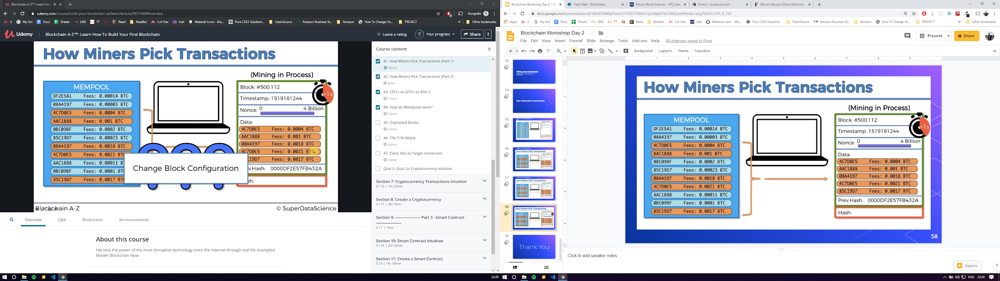 Blockchain A-Z™: Learn How
udemy.com/course/build-your-blockchain-az/learn/lecture/9657448#overview
Incognito
U My Act Docs Sheets LMS TT Q Read Readlist Col-Hex trail Material icons - Ma... Pure CSS3 Gradient... OpenSource Amazon Business St... Amazon How To Change Yo... PROJECT » Other bookmarks
Udemy Blockchain A-Z™: Learn How To Build Your First Blockchain Leave a rating Your progress Share
How Miners Pick Transactions
(Mining in Process)
MEMPOOL
DF2E5A1 Fees: 0.00014 BTC
08A4197 Fees: 0.00003 BTC
4C7D0E5 Fees: 0.0004 BTC
AAC1888 Fees: 0.001 BTC
0BC09BF Fees: 0.0002 BTC
85C19D7 Fees: 0.00023 BTC
08A4197 Fees: 0.0018 BTC
4C7D0E5 Fees: 0.0021 BT
AAC1888 Fees: 0.00011 B
0BC09BF Fees: 0.0001 BT
85C19D7 Fees: 0.0017 BT
Block: #500,112
<1s
Timestamp: 1519181244
Nonce: 0 4 Billion
Data:
4C7D0E5 Fees: 0.0004 BTC
AAC1888 Fees: 0.001 BTC
08A4197 Fees: 0.0018 BTC
4C7D0E5 Fees: 0.0021 BTC
C19D7 Fees: 0.0017 BTC
v.Hash: 0000DF2E57FB432A
sh:
Change Block Configuration
Blockchain A-Z © SuperDataScience
Overview Q&A Bookmarks Announcements
About this course
Harness the power of the most disruptive technology since the internet through real life examples!
Master Blockchain Now
Course content
41. How Miners Pick Transactions (Part 1)
15min
42. How Miners Pick Transactions (Part 2)
8min
43. CPU's vs GPU's vs ASIC's
17min
44. How do Mempools work?
12min
45. Orphaned Blocks
12min
46. The 51% Attack
16min
47. Extra: Bits to Target conversion
10min
Quiz 2: Quiz 2a: Cryptocurrency Intuition
Section 7: Cryptocurrency Transactions Intuition
0 / 10 | 1hr 23min
Section 8: Create a Cryptocurrency
0 / 11 | 2hr 7min
Section 9: -------------------- Part 3 - Smart Contract
--------------------
0 / 1 | 1min
Section 10: Smart Contract Intuition
0 / 14 | 2hr 22min
Section 11: Create a Smart Contract
0 / 9 | 1hr 18min
22:20
Blockchain Workshop Day 2 - Go Hash Rate - Blockchain Bitcoin Block Explorer - BTC.com Home – slushpool.com Bitcoin Devours More Electricity
docs.google.com/presentation/d/1l4lc8TKW8jtZtxm7v1l72h7CNk9x1qUzNjlkZ1b51WQ/edit#slide=id.g7b525c75f1_0_139
Apps U My Act Docs Sheets LMS TT Q Read Readlist Col-Hex trail Material icons - Ma... Pure CSS3 Gradient... OpenSource Amazon Business St... Amazon How To Change Yo... PROJECT » Other bookmarks
Blockchain Workshop Day 2
File Edit View Insert Format Slide Arrange Tools Add-ons Help All changes saved in Drive
Present Share
Background Layout Theme Transition
1 2 3 4 5 6 7 8 9
53
Mining Pool Hash Rate?
54
How miners pick transactions?
55
56
How Miners Pick Transactions
57
How Miners Pick Transactions
58
How Miners Pick Transactions
59
Thank You
1
2
3
4
5
How Miners Pick Transactions
(Mining in Process)
MEMPOOL
DF2E5A1 Fees: 0.00014 BTC
08A4197 Fees: 0.00003 BTC
4C7D0E5 Fees: 0.0004 BTC
AAC1888 Fees: 0.001 BTC
0BC09BF Fees: 0.0002 BTC
85C19D7 Fees: 0.00023 BTC
08A4197 Fees: 0.0018 BTC
4C7D0E5 Fees: 0.0021 BTC
AAC1888 Fees: 0.00011 BTC
0BC09BF Fees: 0.0001 BTC
85C19D7 Fees: 0.0017 BTC
Block: #500,112
<1s
Timestamp: 1519181244
Nonce: 0 4 Billion
Data:
4C7D0E5 Fees: 0.0004 BTC
AAC1888 Fees: 0.001 BTC
08A4197 Fees: 0.0018 BTC
4C7D0E5 Fees: 0.0021 BTC
85C19D7 Fees: 0.0017 BTC
Prev.Hash: 0000DF2E57FB432A
Hash:
58
Click to add speaker notes
Explore
ENG 22:20